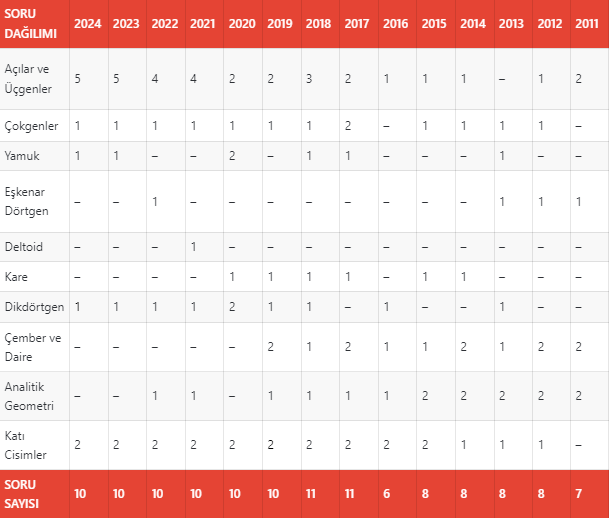 SORU DAĞILIMI 2024 2023 2022 2021 2020 2019 2018 2017 2016 2015 2014 2013 2012 2011
Açılar ve Üçgenler 5 5 4 4 2 2 3 2 1 1 1 – 1 2
Çokgenler 1 1 1 1 1 1 1 2 – 1 1 1 1 –
Yamuk 1 1 – – 2 – 1 1 – – – 1 – –
Eşkenar Dörtgen – – 1 – – – – – – – – 1 1 1
Deltoid – – – 1 – – – – – – – – – –
Kare – – – – 1 1 1 1 – 1 1 – – –
Dikdörtgen 1 1 1 1 2 1 1 – 1 – – 1 – –
Çember ve Daire – – – – – 2 1 2 1 1 2 1 2 2
Analitik Geometri – – 1 1 – 1 1 1 1 2 2 2 2 2
Katı Cisimler 2 2 2 2 2 2 2 2 2 2 1 1 1 –
SORU SAYISI 10 10 10 10 10 10 11 11 6 8 8 8 8 7